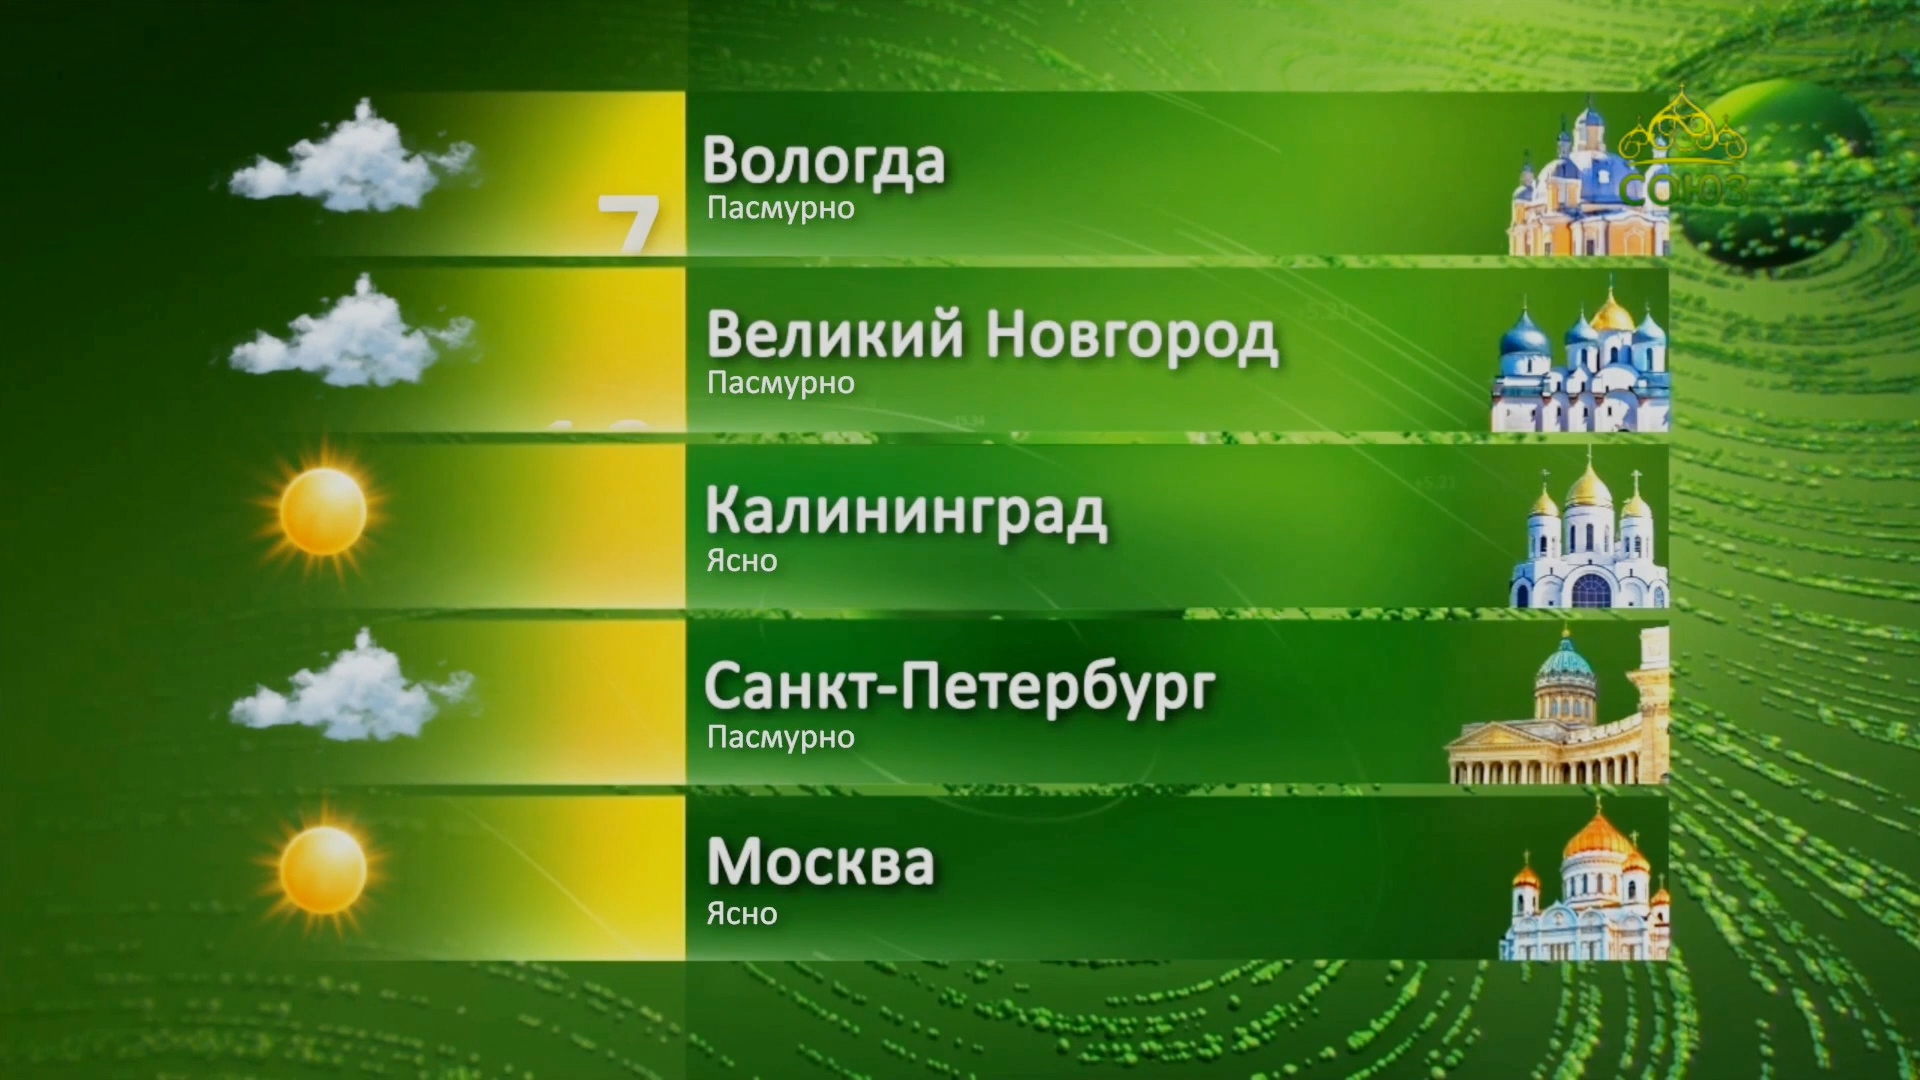 СОЮЗ
7
Вологда
Пасмурно
Великий Новгород
Пасмурно
Калининград
Ясно
Санкт-Петербург
Пасмурно
Москва
Ясно